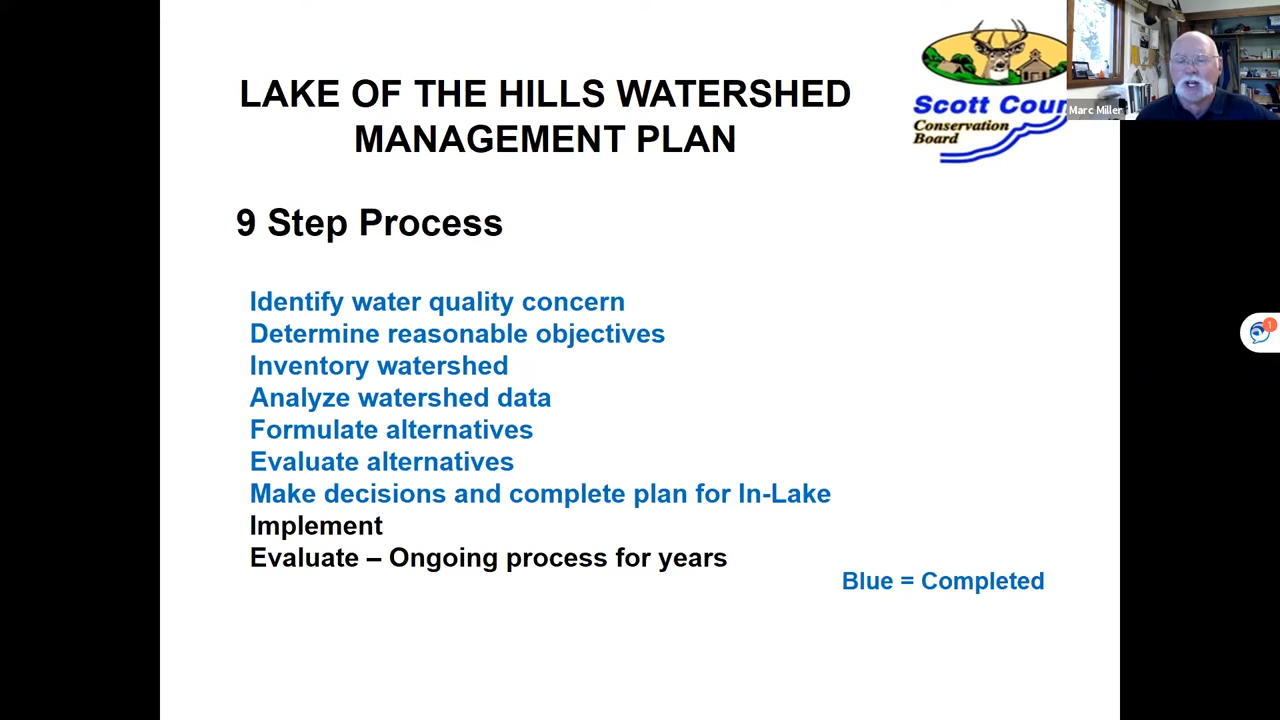 LAKE OF THE HILLS WATERSHED
MANAGEMENT PLAN
Scott Coun
Conservation
Board
Marc Miller
9 Step Process
Identify water quality concern
Determine reasonable objectives
Inventory watershed
Analyze watershed data
Formulate alternatives
Evaluate alternatives
Make decisions and complete plan for In-Lake
Implement
Evaluate – Ongoing process for years
Blue = Completed
1